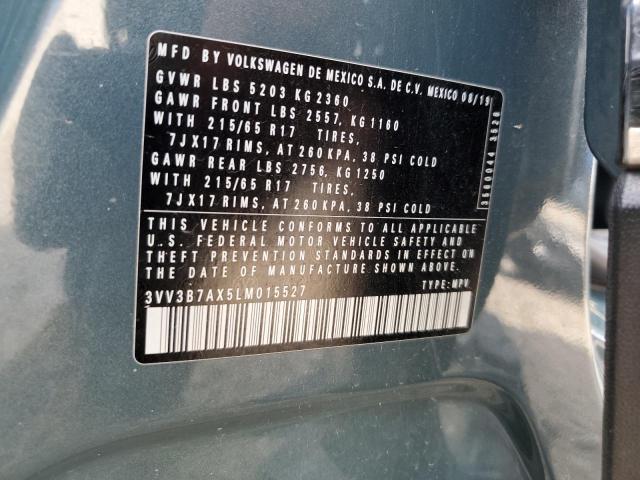 MFD BY VOLKSWAGEN DE MEXICO S.A. DE C.V. MEXICO 08/19
GVWR LBS 5203 KG 2360
GAWR FRONT LBS 2557, KG 1160
WITH 215/65 R17 TIRES,
7JX17 RIMS, AT 260 KPA, 38 PSI COLD
GAWR REAR LBS 2756, KG 1250
WITH 215/65 R17 TIRES,
7JX17 RIMS, AT 260 KPA, 38 PSI COLD
THIS VEHICLE CONFORMS TO ALL APPLICABLE
U.S. FEDERAL MOTOR VEHICLE SAFETY AND
THEFT PREVENTION STANDARDS IN EFFECT ON
THE DATE OF MANUFACTURE SHOWN ABOVE.
3VV3B7AX5LM015527 TYPE: MPV
3560044 3528